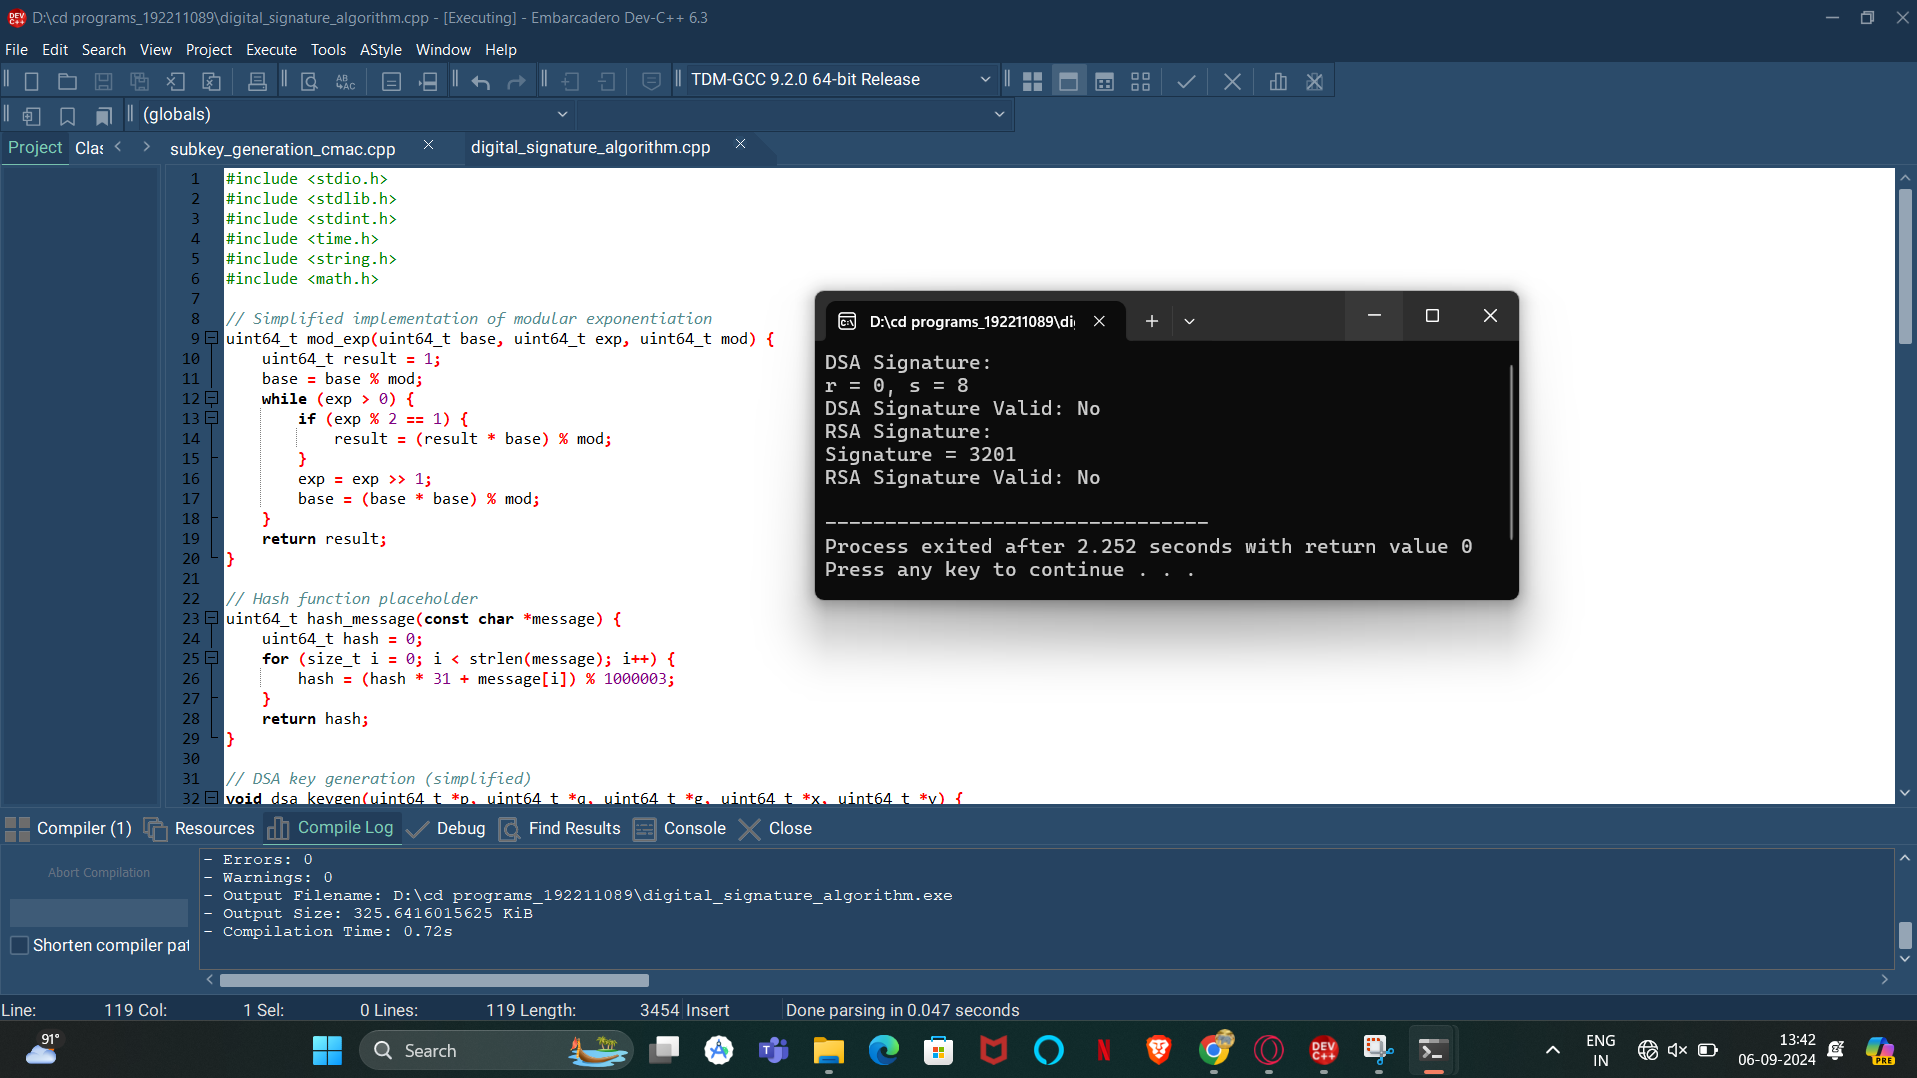 D:\cd programs_192211089\digital_signature_algorithm.cpp - [Executing] - Embarcadero Dev-C++ 6.3
File Edit Search View Project Execute Tools AStyle Window Help
TDM-GCC 9.2.0 64-bit Release
(globals)
Project Clas subkey_generation_cmac.cpp digital_signature_algorithm.cpp
1 #include <stdio.h>
2 #include <stdlib.h>
3 #include <stdint.h>
4 #include <time.h>
5 #include <string.h>
6 #include <math.h>
7
8 // Simplified implementation of modular exponentiation
9 uint64_t mod_exp(uint64_t base, uint64_t exp, uint64_t mod) {
10 uint64_t result = 1;
11 base = base % mod;
12 while (exp > 0) {
13 if (exp % 2 == 1) {
14 result = (result * base) % mod;
15 }
16 exp = exp >> 1;
17 base = (base * base) % mod;
18 }
19 return result;
20 }
21
22 // Hash function placeholder
23 uint64_t hash_message(const char *message) {
24 uint64_t hash = 0;
25 for (size_t i = 0; i < strlen(message); i++) {
26 hash = (hash * 31 + message[i]) % 1000003;
27 }
28 return hash;
29 }
30
31 // DSA key generation (simplified)
32 void dsa_keygen(uint64_t *p, uint64_t *q, uint64_t *g, uint64_t *x, uint64_t *y) {
D:\cd programs_192211089\di
DSA Signature:
r = 0, s = 8
DSA Signature Valid: No
RSA Signature:
Signature = 3201
RSA Signature Valid: No
--------------------------------
Process exited after 2.252 seconds with return value 0
Press any key to continue . . .
Compiler (1) Resources Compile Log Debug Find Results Console Close
Abort Compilation
Shorten compiler pat
- Errors: 0
- Warnings: 0
- Output Filename: D:\cd programs_192211089\digital_signature_algorithm.exe
- Output Size: 325.6416015625 KiB
- Compilation Time: 0.72s
Line: 119 Col: 1 Sel: 0 Lines: 119 Length: 3454 Insert Done parsing in 0.047 seconds
91°
Search
DEV C++
ENG
IN
13:42
06-09-2024
PRE